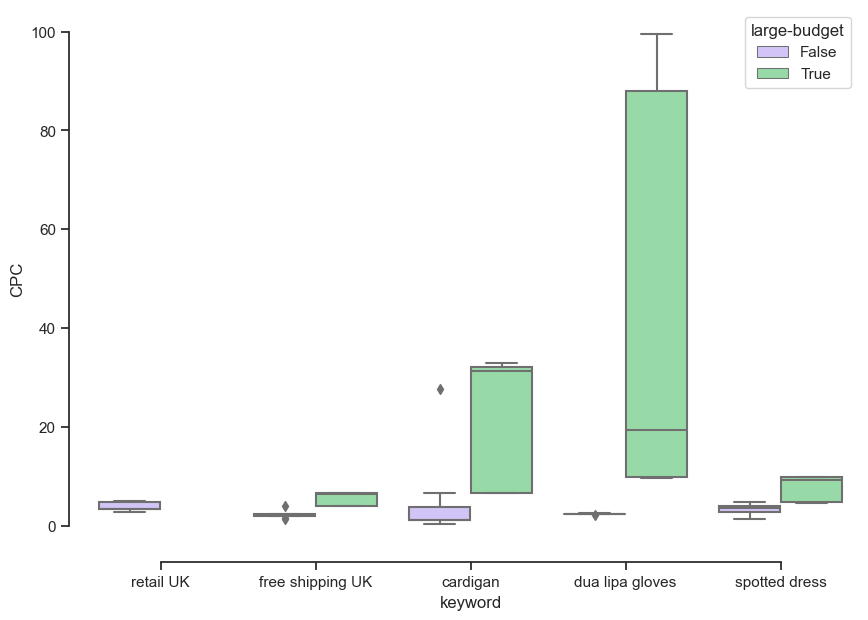 large-budget
False
True
100
80
60
40
20
0
CPC
retail UK
free shipping UK
cardigan
dua lipa gloves
spotted dress
keyword